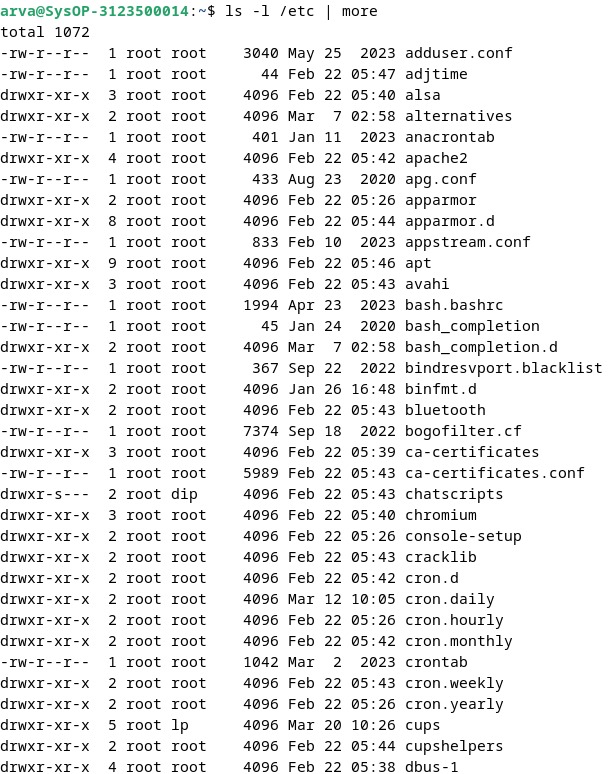 arva@SysOP-3123500014:~$ ls -l /etc | more
total 1072
-rw-r--r--  1 root root    3040 May 25  2023 adduser.conf
-rw-r--r--  1 root root      44 Feb 22 05:47 adjtime
drwxr-xr-x  3 root root    4096 Feb 22 05:40 alsa
drwxr-xr-x  2 root root    4096 Mar  7 02:58 alternatives
-rw-r--r--  1 root root     401 Jan 11  2023 anacrontab
drwxr-xr-x  4 root root    4096 Feb 22 05:42 apache2
-rw-r--r--  1 root root     433 Aug 23  2020 apg.conf
drwxr-xr-x  2 root root    4096 Feb 22 05:26 apparmor
drwxr-xr-x  8 root root    4096 Feb 22 05:44 apparmor.d
-rw-r--r--  1 root root     833 Feb 10  2023 appstream.conf
drwxr-xr-x  9 root root    4096 Feb 22 05:46 apt
drwxr-xr-x  3 root root    4096 Feb 22 05:43 avahi
-rw-r--r--  1 root root    1994 Apr 23  2023 bash.bashrc
-rw-r--r--  1 root root      45 Jan 24  2020 bash_completion
drwxr-xr-x  2 root root    4096 Mar  7 02:58 bash_completion.d
-rw-r--r--  1 root root     367 Sep 22  2022 bindresvport.blacklist
drwxr-xr-x  2 root root    4096 Jan 26 16:48 binfmt.d
drwxr-xr-x  2 root root    4096 Feb 22 05:43 bluetooth
-rw-r--r--  1 root root    7374 Sep 18  2022 bogofilter.cf
drwxr-xr-x  3 root root    4096 Feb 22 05:39 ca-certificates
-rw-r--r--  1 root root    5989 Feb 22 05:43 ca-certificates.conf
drwxr-s---  2 root dip     4096 Feb 22 05:43 chatscripts
drwxr-xr-x  3 root root    4096 Feb 22 05:40 chromium
drwxr-xr-x  2 root root    4096 Feb 22 05:26 console-setup
drwxr-xr-x  2 root root    4096 Feb 22 05:43 cracklib
drwxr-xr-x  2 root root    4096 Feb 22 05:42 cron.d
drwxr-xr-x  2 root root    4096 Mar 12 10:05 cron.daily
drwxr-xr-x  2 root root    4096 Feb 22 05:26 cron.hourly
drwxr-xr-x  2 root root    4096 Feb 22 05:42 cron.monthly
-rw-r--r--  1 root root    1042 Mar  2  2023 crontab
drwxr-xr-x  2 root root    4096 Feb 22 05:43 cron.weekly
drwxr-xr-x  2 root root    4096 Feb 22 05:26 cron.yearly
drwxr-xr-x  5 root lp      4096 Mar 20 10:26 cups
drwxr-xr-x  2 root root    4096 Feb 22 05:44 cupshelpers
drwxr-xr-x  4 root root    4096 Feb 22 05:38 dbus-1